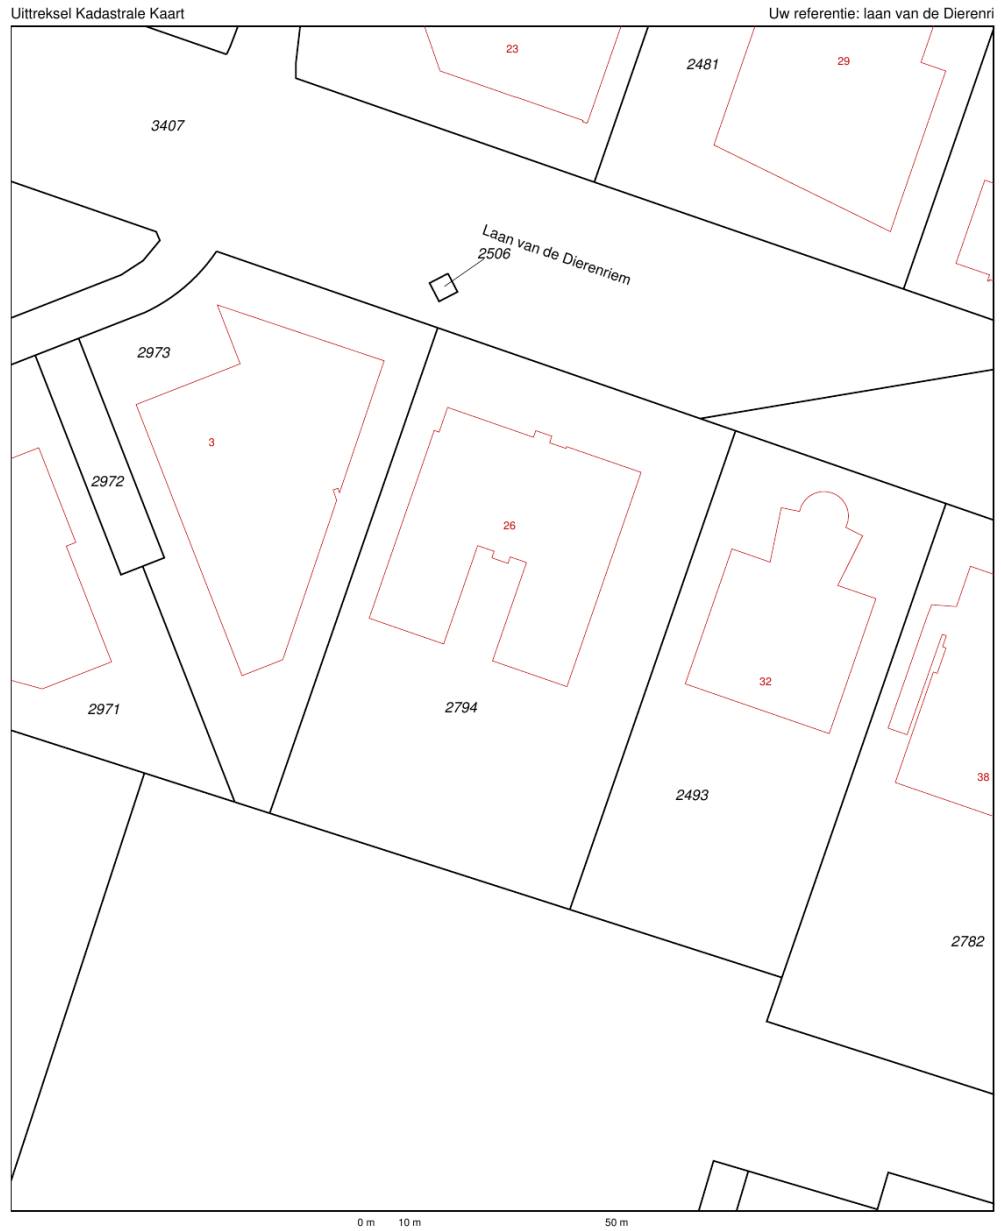 Uittreksel Kadastrale Kaart
Uw referentie: laan van de Dierenri
23
2481
29
3407
Laan van de Dierenriem
2506
2973
3
2972
26
32
2971
2794
38
2493
2782
0 m
10 m
50 m